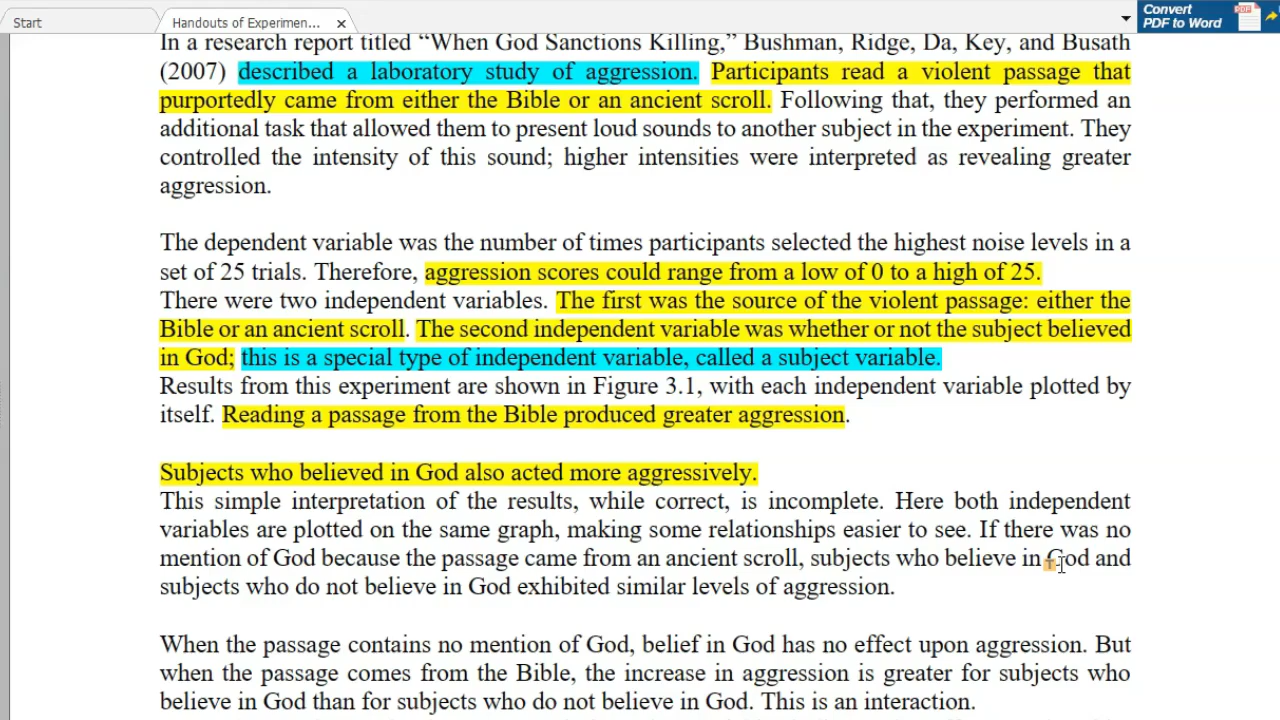 Start
Handouts of Experimen...
Convert
PDF to Word
PDF
In a research report titled “When God Sanctions Killing,” Bushman, Ridge, Da, Key, and Busath
(2007) described a laboratory study of aggression. Participants read a violent passage that
purportedly came from either the Bible or an ancient scroll. Following that, they performed an
additional task that allowed them to present loud sounds to another subject in the experiment. They
controlled the intensity of this sound; higher intensities were interpreted as revealing greater
aggression.
The dependent variable was the number of times participants selected the highest noise levels in a
set of 25 trials. Therefore, aggression scores could range from a low of 0 to a high of 25.
There were two independent variables. The first was the source of the violent passage: either the
Bible or an ancient scroll. The second independent variable was whether or not the subject believed
in God; this is a special type of independent variable, called a subject variable.
Results from this experiment are shown in Figure 3.1, with each independent variable plotted by
itself. Reading a passage from the Bible produced greater aggression.
Subjects who believed in God also acted more aggressively.
This simple interpretation of the results, while correct, is incomplete. Here both independent
variables are plotted on the same graph, making some relationships easier to see. If there was no
mention of God because the passage came from an ancient scroll, subjects who believe in God and
subjects who do not believe in God exhibited similar levels of aggression.
When the passage contains no mention of God, belief in God has no effect upon aggression. But
when the passage comes from the Bible, the increase in aggression is greater for subjects who
believe in God than for subjects who do not believe in God. This is an interaction.